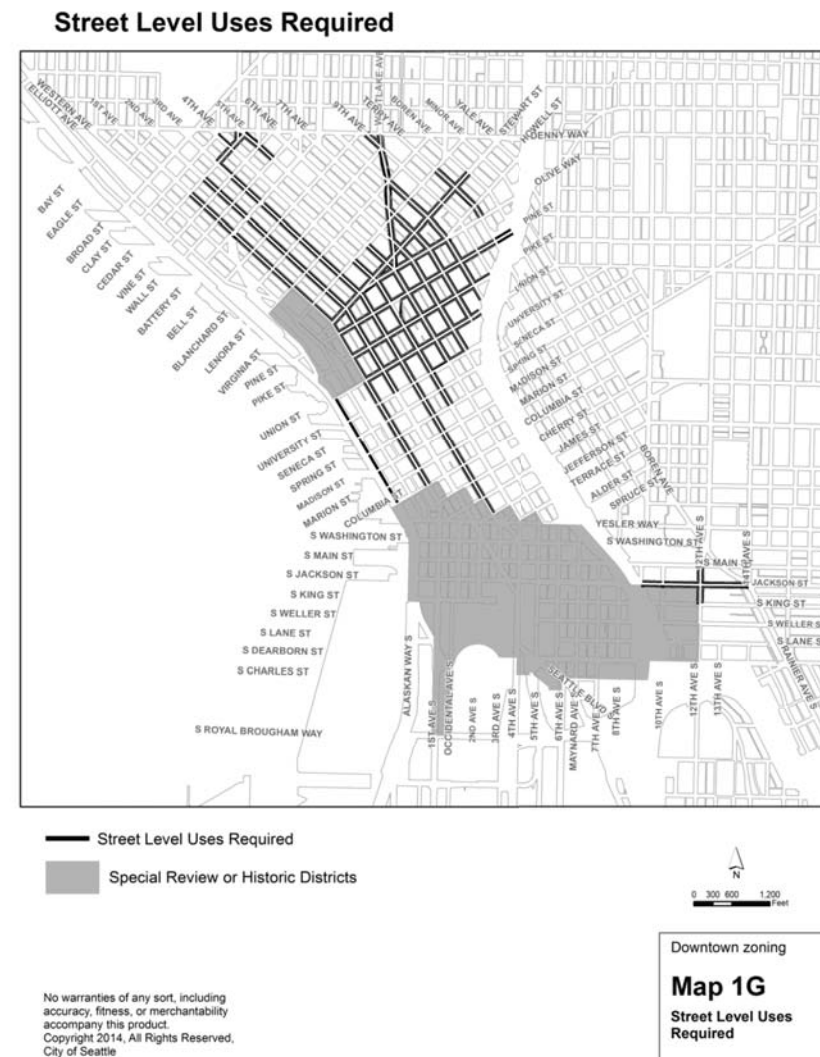 Street Level Uses Required
WESTERN AVE
ELLIOTT AVE
1ST AVE
2ND AVE
3RD AVE
4TH AVE
5TH AVE
6TH AVE
7TH AVE
9TH AVE
WESTLAKE AVE
TERRY AVE
BOREN AVE
MINOR AVE
YALE AVE
STEWART ST
HOWELL ST
DENNY WAY
OLIVE WAY
PINE ST
PIKE ST
UNION ST
UNIVERSITY ST
SENECA ST
SPRING ST
MADISON ST
MARION ST
COLUMBIA ST
CHERRY ST
JAMES ST
JEFFERSON ST
TERRACE ST
ALDER ST
SPRUCE ST
BOREN AVE
YESLER WAY
S WASHINGTON ST
S MAIN S
12TH AVE S
14TH AVE S
JACKSON ST
S KING ST
S WELLER S
S LANE S
RAINIER AVE S
BAY ST
EAGLE ST
BROAD ST
CLAY ST
CEDAR ST
VINE ST
WALL ST
BATTERY ST
BELL ST
BLANCHARD ST
LENORA ST
VIRGINIA ST
PINE ST
PIKE ST
UNION ST
UNIVERSITY ST
SENECA ST
SPRING ST
MADISON ST
MARION ST
COLUMBIA ST
S WASHINGTON ST
S MAIN ST
S JACKSON ST
S KING ST
S WELLER ST
S LANE ST
S DEARBORN ST
S CHARLES ST
S ROYAL BROUGHAM WAY
ALASKAN WAY S
1ST AVE S
OCCIDENTAL AVE S
2ND AVE S
3RD AVE S
4TH AVE S
5TH AVE S
6TH AVE S
MAYNARD AVE S
7TH AVE
8TH AVE S
SEATTLE BLVD S
10TH AVE S
12TH AVE S
13TH AVE S
Street Level Uses Required
Special Review or Historic Districts
N
0 300 600 1,200
Feet
Downtown zoning
Map 1G
Street Level Uses
Required
No warranties of any sort, including
accuracy, fitness, or merchantability
accompany this product.
Copyright 2014, All Rights Reserved,
City of Seattle